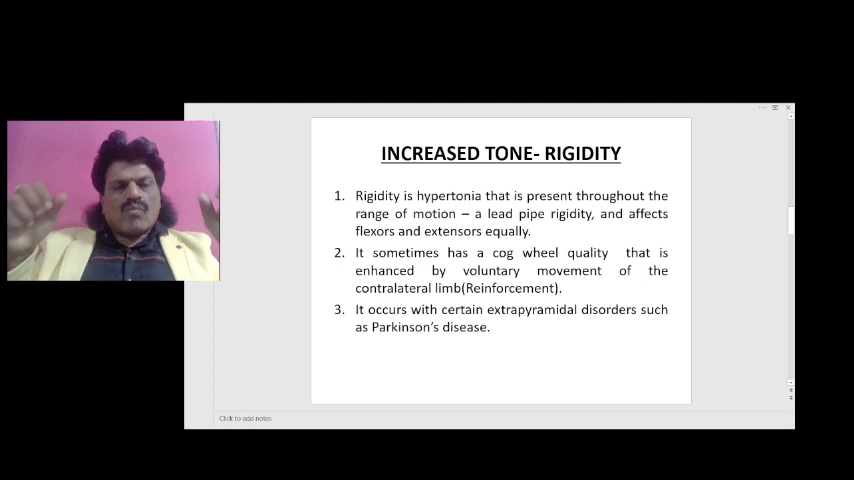 INCREASED TONE- RIGIDITY
1. Rigidity is hypertonia that is present throughout the
range of motion – a lead pipe rigidity, and affects
flexors and extensors equally.
2. It sometimes has a cog wheel quality that is
enhanced by voluntary movement of the
contralateral limb(Reinforcement).
3. It occurs with certain extrapyramidal disorders such
as Parkinson's disease.
Click to add notes